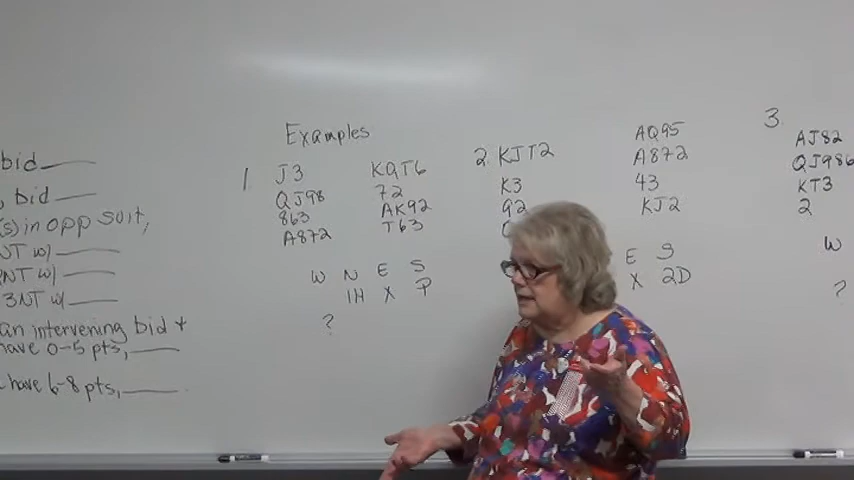 bid
bid
(s) in opp suit,
NT w/
NT w/
3NT w/
an intervening bid +
have 0-5 pts,
have 6-8 pts,
Examples
1
J3
QJ98
863
A872
KQT6
72
AK92
T63
W N E S
1H X P
?
2. KJT2
K3
Q2
AQ95
A872
43
KJ2
E S
X 2D
3
AJ82
QJ986
KT3
2
W
?